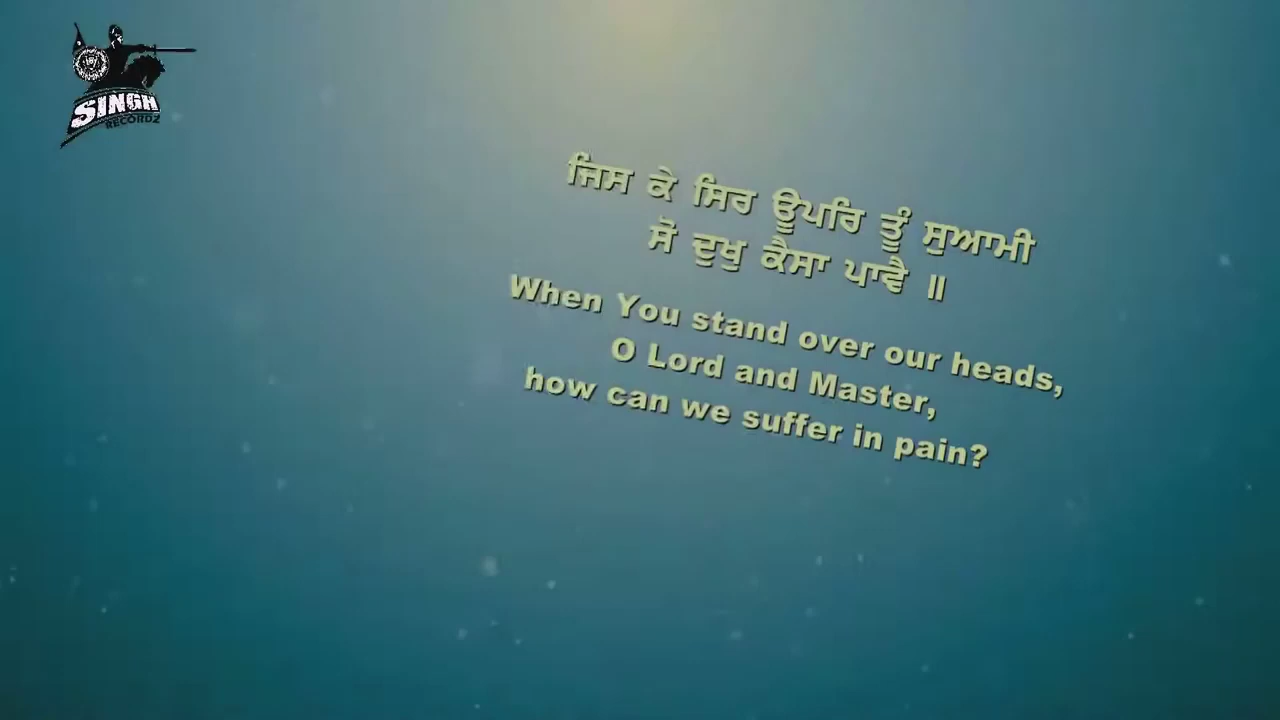 SINGH
RECORDZ
ਜਿਸ ਕੇ ਸਿਰ ਊਪਰਿ ਤੂੰ ਸੁਆਮੀ
ਸੋ ਦੁਖੁ ਕੈਸਾ ਪਾਵੈ ॥
When You stand over our heads,
O Lord and Master,
how can we suffer in pain?